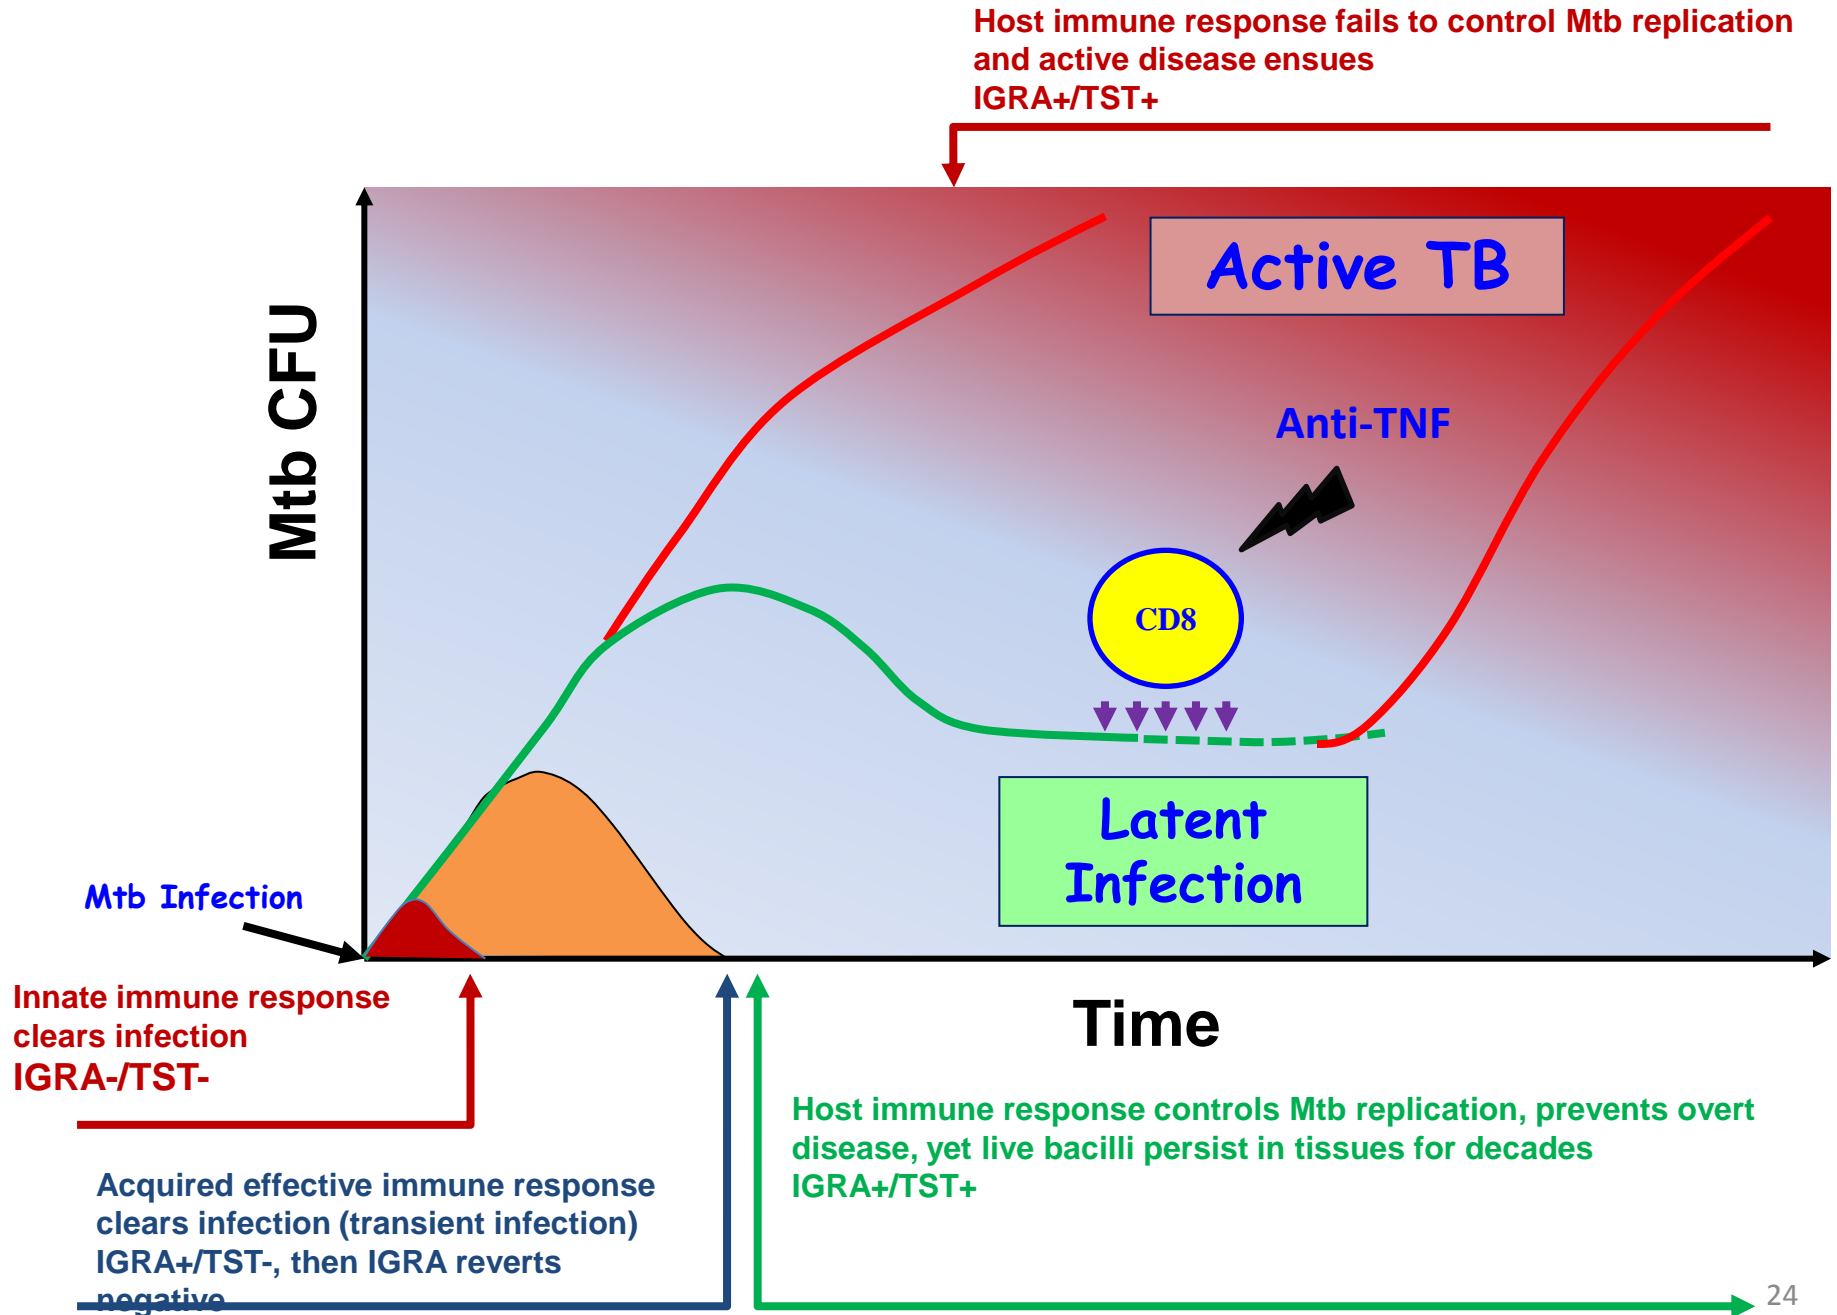 Host immune response fails to control Mtb replication
and active disease ensues
IGRA+/TST+
Active TB
Mtb CFU
Anti-TNF
CD8
Latent
Infection
Mtb Infection
Innate immune response
clears infection
IGRA-/TST-
Time
Host immune response controls Mtb replication, prevents overt
disease, yet live bacilli persist in tissues for decades
IGRA+/TST+
Acquired effective immune response
clears infection (transient infection)
IGRA+/TST-, then IGRA reverts
negative
24